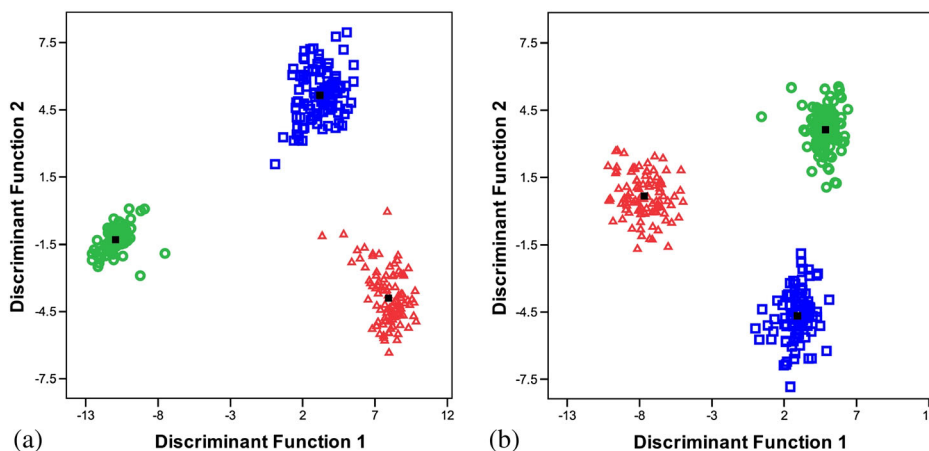 7.5
4.5
1.5
-1.5
-4.5
-7.5
Discriminant Function 2
-13 -8 -3 2 7 12
(a) Discriminant Function 1
7.5
4.5
1.5
-1.5
-4.5
-7.5
Discriminant Function 2
-13 -8 -3 2 7
(b) Discriminant Function 1